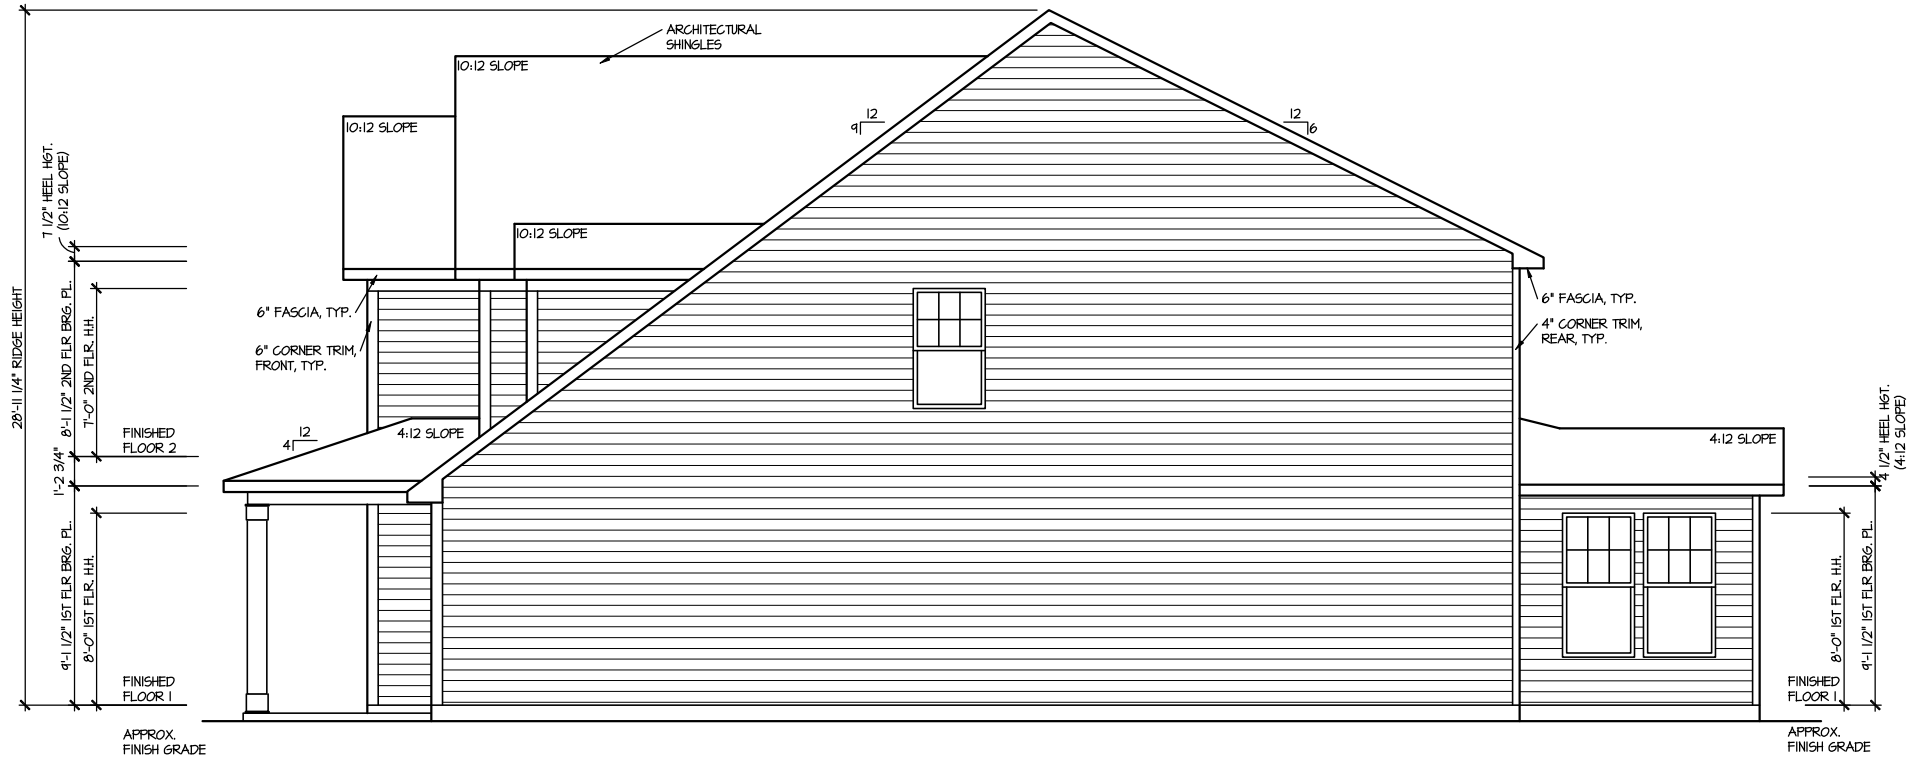 ARCHITECTURAL
SHINGLES
10:12 SLOPE
10:12 SLOPE
10:12 SLOPE
12
9
12
6
7 1/2" HEEL HGT.
(10:12 SLOPE)
28'-11 1/4" RIDGE HEIGHT
8'-1 1/2" 2ND FLR BRG. PL.
7'-0" 2ND FLR. H.H.
6" FASCIA, TYP.
6" CORNER TRIM,
FRONT, TYP.
6" FASCIA, TYP.
4" CORNER TRIM,
REAR, TYP.
FINISHED
FLOOR 2
12
4
4:12 SLOPE
4:12 SLOPE
4 1/2" HEEL HGT.
(4:12 SLOPE)
1'-2 3/4"
9'-1 1/2" 1ST FLR BRG. PL.
8'-0" 1ST FLR. H.H.
8'-0" 1ST FLR. H.H.
9'-1 1/2" 1ST FLR BRG. PL.
FINISHED
FLOOR 1
FINISHED
FLOOR 1
APPROX.
FINISH GRADE
APPROX.
FINISH GRADE